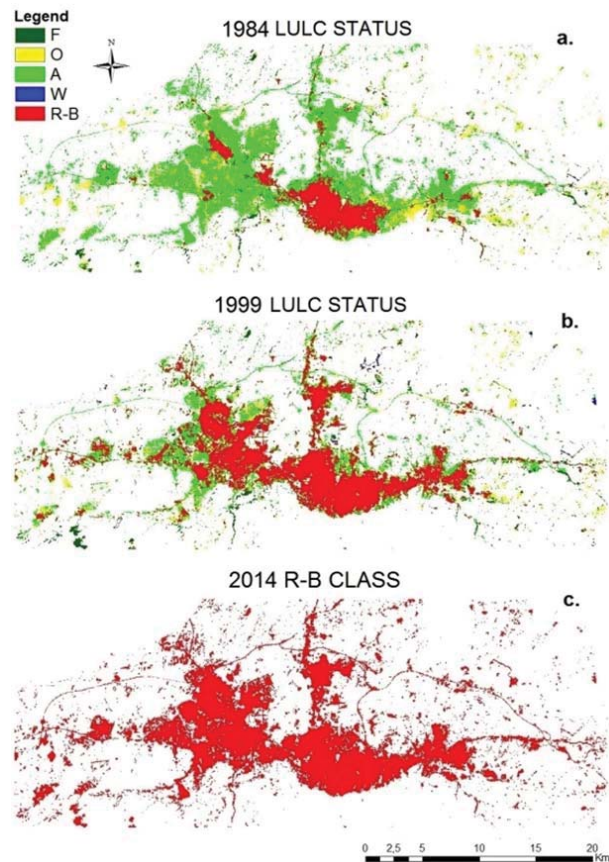 Legend
F
O
A
W
R-B
N
1984 LULC STATUS
a.
1999 LULC STATUS
b.
2014 R-B CLASS
c.
0 2,5 5 10 15 20
Km